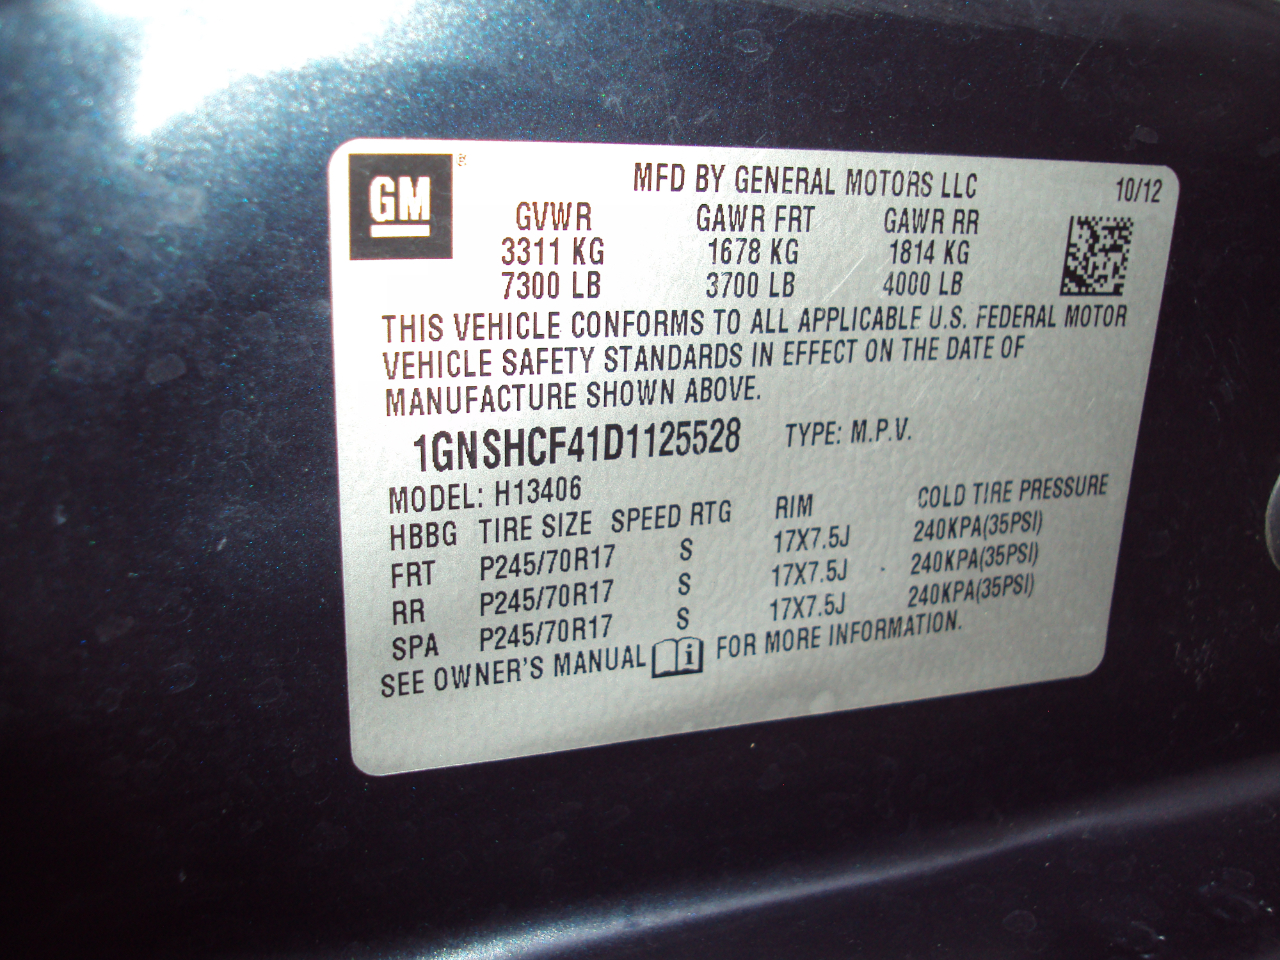 GM
MFD BY GENERAL MOTORS LLC 10/12
GVWR GAWR FRT GAWR RR
3311 KG 1678 KG 1814 KG
7300 LB 3700 LB 4000 LB
THIS VEHICLE CONFORMS TO ALL APPLICABLE U.S. FEDERAL MOTOR
VEHICLE SAFETY STANDARDS IN EFFECT ON THE DATE OF
MANUFACTURE SHOWN ABOVE.
1GNSHCF41D1125528 TYPE: M.P.V.
MODEL: H13406
HBBG TIRE SIZE SPEED RTG RIM COLD TIRE PRESSURE
FRT P245/70R17 S 17X7.5J 240KPA(35PSI)
RR P245/70R17 S 17X7.5J 240KPA(35PSI)
SPA P245/70R17 S 17X7.5J 240KPA(35PSI)
SEE OWNER'S MANUAL i FOR MORE INFORMATION.